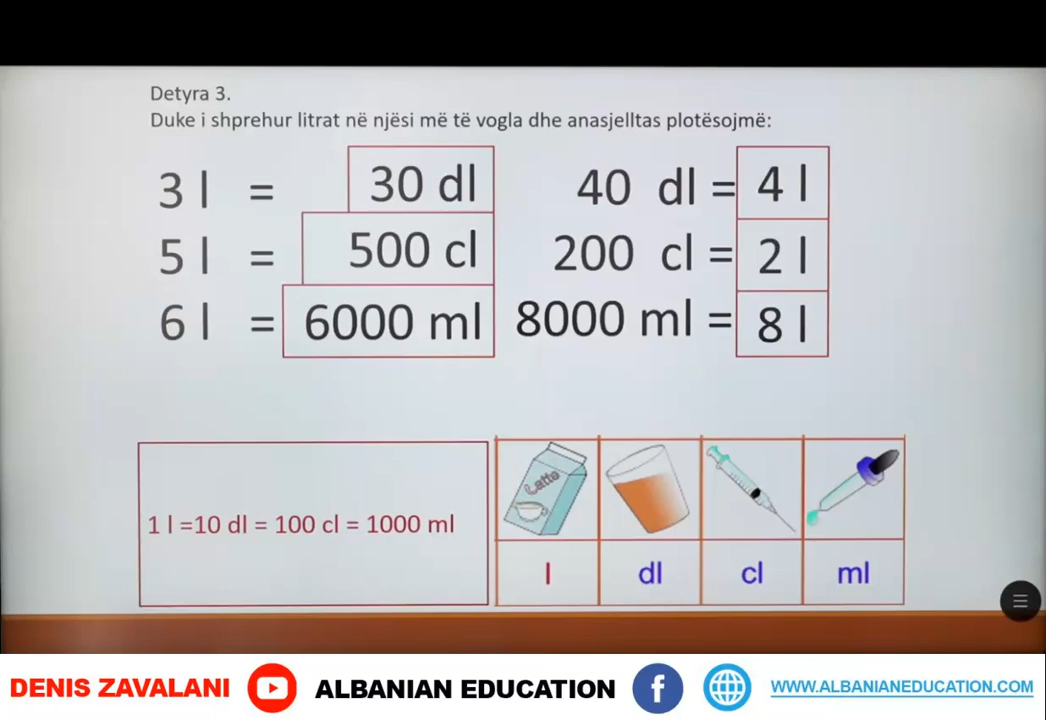 Detyra 3.
Duke i shprehur litrat në njësi më të vogla dhe anasjelltas plotësojmë:
3 l = 30 dl
5 l = 500 cl
6 l = 6000 ml
40 dl = 4 l
200 cl = 2 l
8000 ml = 8 l
1 l =10 dl = 100 cl = 1000 ml
Latte
l dl cl ml
DENIS ZAVALANI ALBANIAN EDUCATION f WWW.ALBANIANEDUCATION.COM